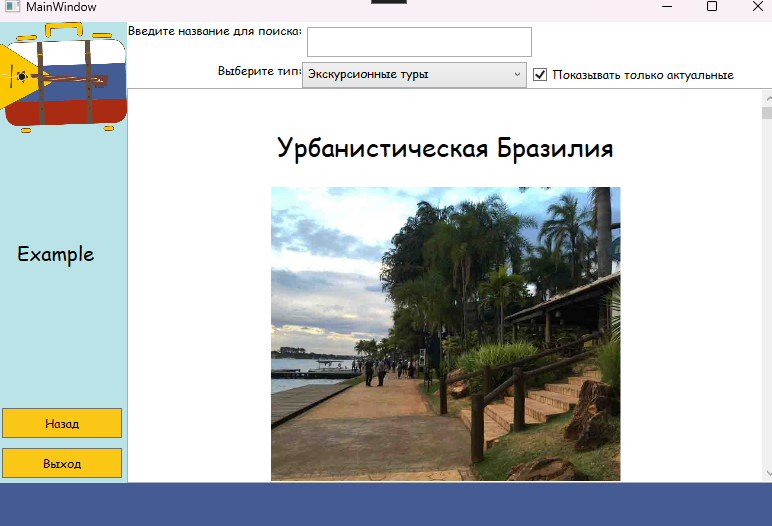 MainWindow
Введите название для поиска:
Выберите тип:
Экскурсионные туры
Показывать только актуальные
Урбанистическая Бразилия
Example
Назад
Выход